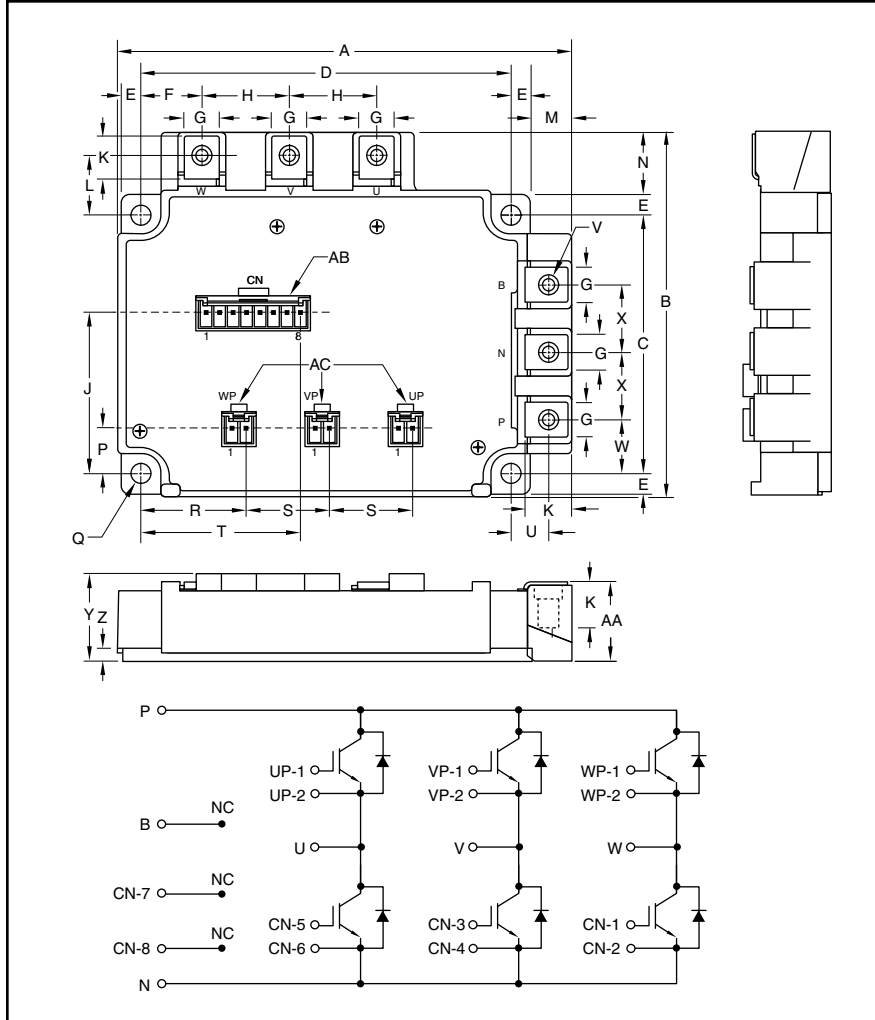 A
D
E F H H E M
G G G
K
L
N
W V U
E
V
AB
CN
B
G
B
X
N
G
C
X
J
1 8
AC
WP VP UP
P
G
W
P
1 1 1
E
K
R S S
Q
T
U
Y
Z
K
AA
P
UP-1
VP-1
WP-1
UP-2
VP-2
WP-2
NC
B
U
V
W
NC
CN-7
CN-5
CN-3
CN-1
NC
CN-8
CN-6
CN-4
CN-2
N